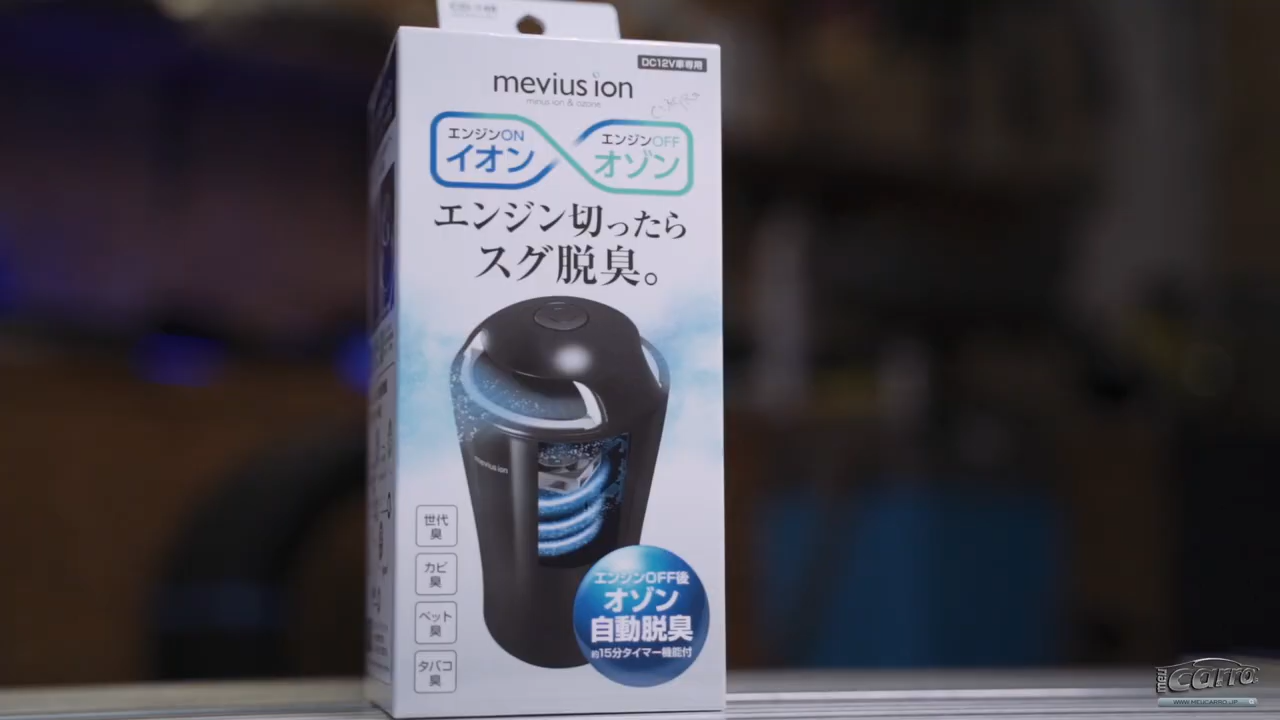 DC12V車専用
mevius ion
minus ion & ozone
エンジンON
イオン
エンジンOFF
オゾン
エンジン切ったら
スグ脱臭。
mevius ion
世代
臭
カビ
臭
ペット
臭
タバコ
臭
エンジンOFF後
オゾン
自動脱臭
約15分タイマー機能付
meu carro
WWW.MEUCARRO.JP